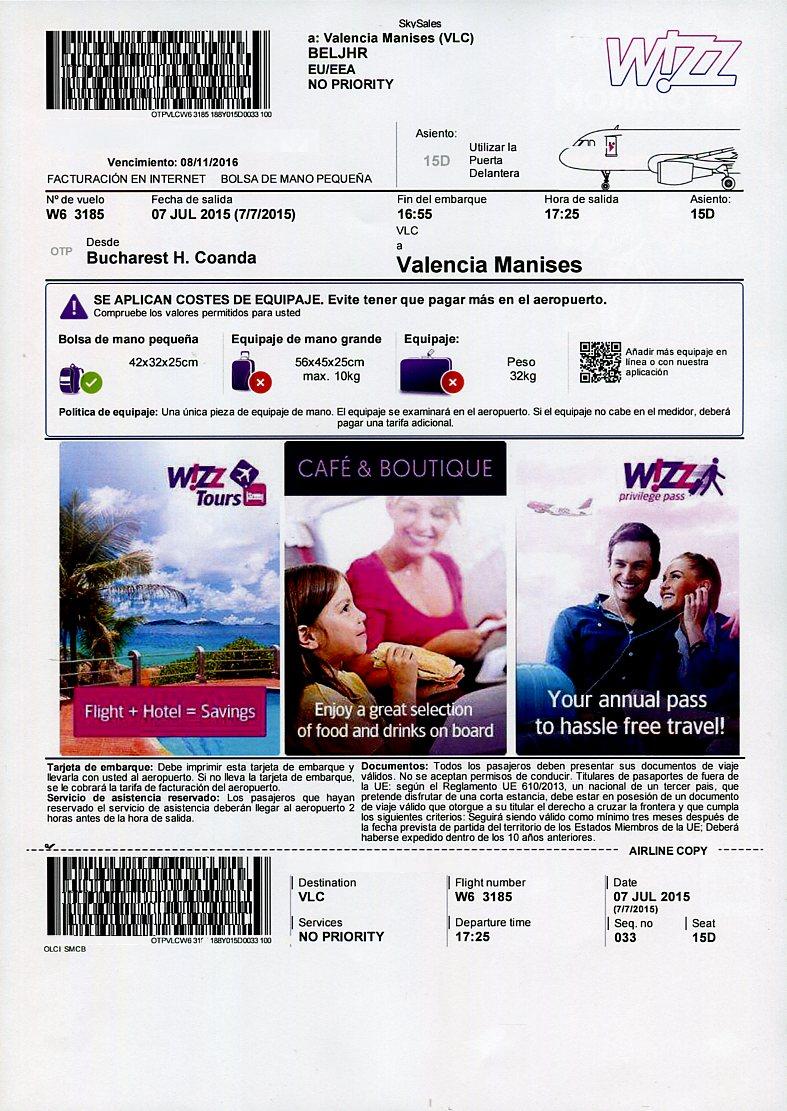 SkySales
a: Valencia Manises (VLC)
BELJHR
EU/EEA
NO PRIORITY
WIZZ
OTPVLCW6 3185 188Y015D0033 100
Vencimiento: 08/11/2016
FACTURACIÓN EN INTERNET BOLSA DE MANO PEQUEÑA
Asiento:
15D
Utilizar la
Puerta
Delantera
Nº de vuelo Fecha de salida Fin del embarque Hora de salida Asiento:
W6 3185 07 JUL 2015 (7/7/2015) 16:55 17:25 15D
OTP
Desde
Bucharest H. Coanda
VLC
a
Valencia Manises
SE APLICAN COSTES DE EQUIPAJE. Evite tener que pagar más en el aeropuerto.
Compruebe los valores permitidos para usted
Bolsa de mano pequeña
42x32x25cm
Equipaje de mano grande
56x45x25cm
max. 10kg
Equipaje:
Peso
32kg
Añadir más equipaje en
línea o con nuestra
aplicación
Política de equipaje: Una única pieza de equipaje de mano. El equipaje se examinará en el aeropuerto. Si el equipaje no cabe en el medidor, deberá
pagar una tarifa adicional.
WIZZ
Tours
Flight + Hotel = Savings
CAFÉ & BOUTIQUE
Enjoy a great selection
of food and drinks on board
WIZZ
privilege pass
Your annual pass
to hassle free travel!
Tarjeta de embarque: Debe imprimir esta tarjeta de embarque y
llevarla con usted al aeropuerto. Si no lleva la tarjeta de embarque,
se le cobrará la tarifa de facturación del aeropuerto.
Servicio de asistencia reservado: Los pasajeros que hayan
reservado el servicio de asistencia deberán llegar al aeropuerto 2
horas antes de la hora de salida.
Documentos: Todos los pasajeros deben presentar sus documentos de viaje
válidos. No se aceptan permisos de conducir. Titulares de pasaportes de fuera de
la UE: según el Reglamento UE 610/2013, un nacional de un tercer país, que
pretende disfrutar de una corta estancia, debe estar en posesión de un documento
de viaje válido que otorgue a su titular el derecho a cruzar la frontera y que cumpla
los siguientes criterios: Seguirá siendo válido como mínimo tres meses después de
la fecha prevista de partida del territorio de los Estados Miembros de la UE; Deberá
haberse expedido dentro de los 10 años anteriores.
AIRLINE COPY
Destination Flight number Date
VLC W6 3185 07 JUL 2015
(7/7/2015)
Services Departure time Seq. no Seat
NO PRIORITY 17:25 033 15D
OTPVLCW6 31 188Y015D0033 100
OLCI SMCB